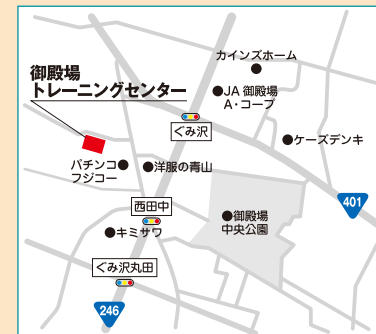 カインズホーム
御殿場
トレーニングセンター
JA 御殿場
A・コープ
ぐみ沢
ケーズデンキ
パチンコ
フジコー
洋服の青山
西田中
401
御殿場
中央公園
キミサワ
ぐみ沢丸田
246